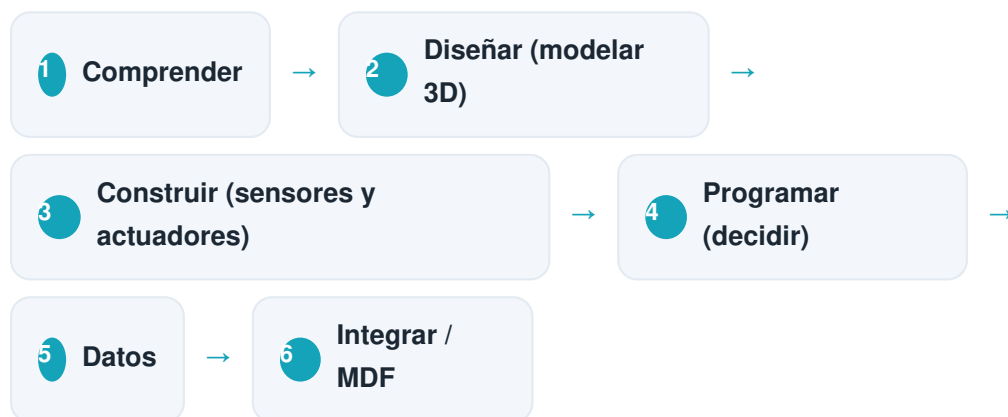 1 Comprender →
2 Diseñar (modelar
3D) →
3 Construir (sensores y
actuadores) →
4 Programar
(decidir) →
5 Datos →
6 Integrar /
MDF